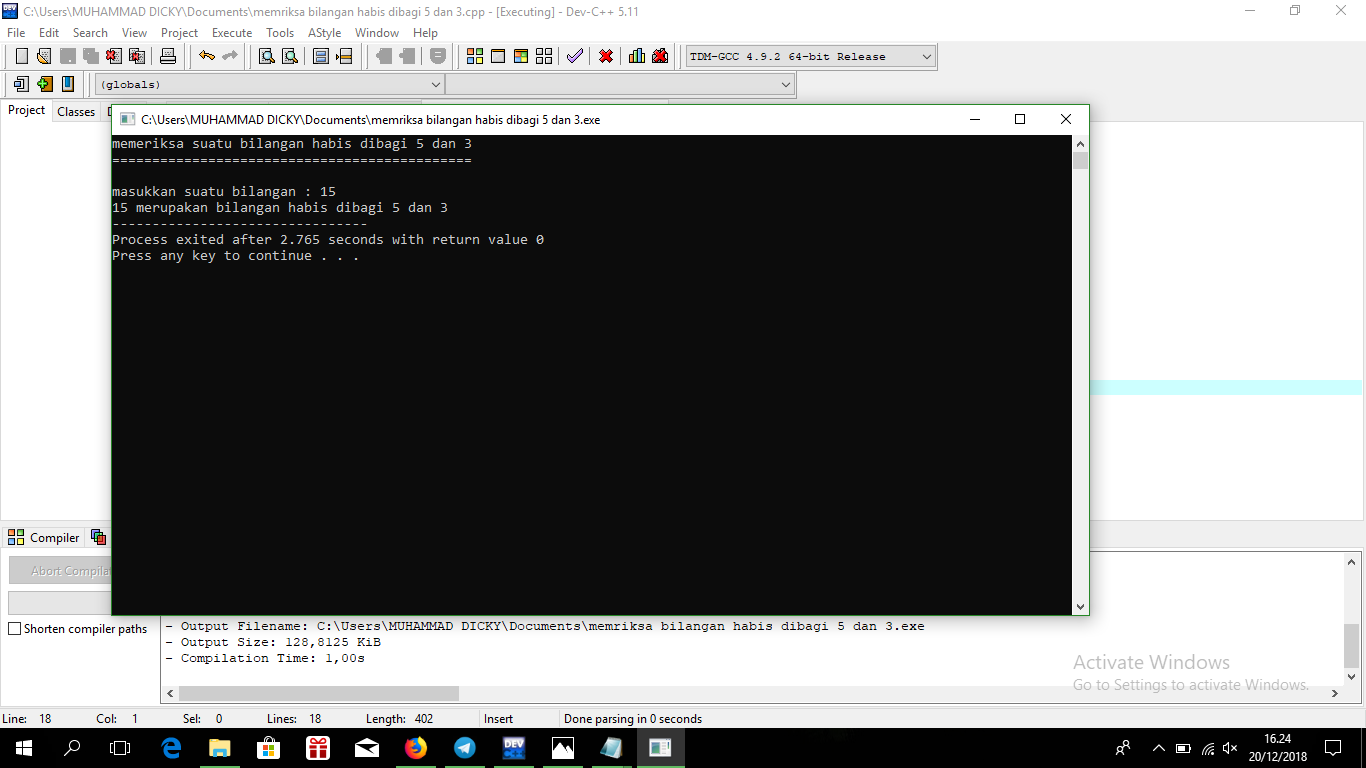 C:\Users\MUHAMMAD DICKY\Documents\memriksa bilangan habis dibagi 5 dan 3.cpp - [Executing] - Dev-C++ 5.11
File Edit Search View Project Execute Tools AStyle Window Help
TDM-GCC 4.9.2 64-bit Release
(globals)
Project Classes
C:\Users\MUHAMMAD DICKY\Documents\memriksa bilangan habis dibagi 5 dan 3.exe
memeriksa suatu bilangan habis dibagi 5 dan 3
=============================================
masukkan suatu bilangan : 15
15 merupakan bilangan habis dibagi 5 dan 3
--------------------------------
Process exited after 2.765 seconds with return value 0
Press any key to continue . . .
Compiler
Abort Compilat
Shorten compiler paths
- Output Filename: C:\Users\MUHAMMAD DICKY\Documents\memriksa bilangan habis dibagi 5 dan 3.exe
- Output Size: 128,8125 KiB
- Compilation Time: 1,00s
Activate Windows
Go to Settings to activate Windows.
Line: 18 Col: 1 Sel: 0 Lines: 18 Length: 402 Insert Done parsing in 0 seconds
DEV
16.24
20/12/2018